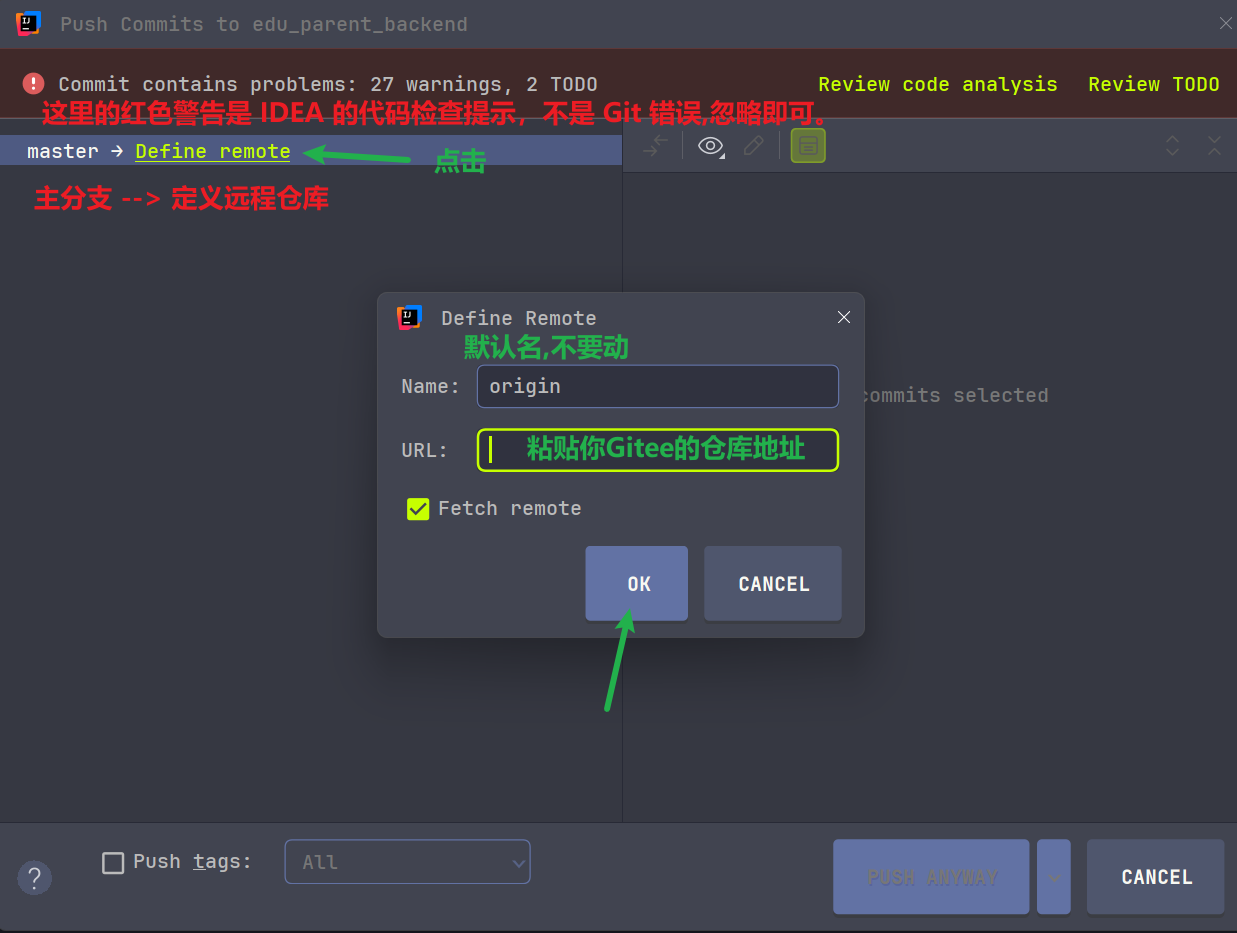 Push Commits to edu_parent_backend
Commit contains problems: 27 warnings, 2 TODO
Review code analysis
Review TODO
这里的红色警告是 IDEA 的代码检查提示，不是 Git 错误,忽略即可。
master → Define remote
点击
主分支 --> 定义远程仓库
Define Remote
默认名,不要动
Name: origin
commits selected
URL: 粘贴你Gitee的仓库地址
Fetch remote
OK
CANCEL
Push tags: All
PUSH ANYWAY
CANCEL
?